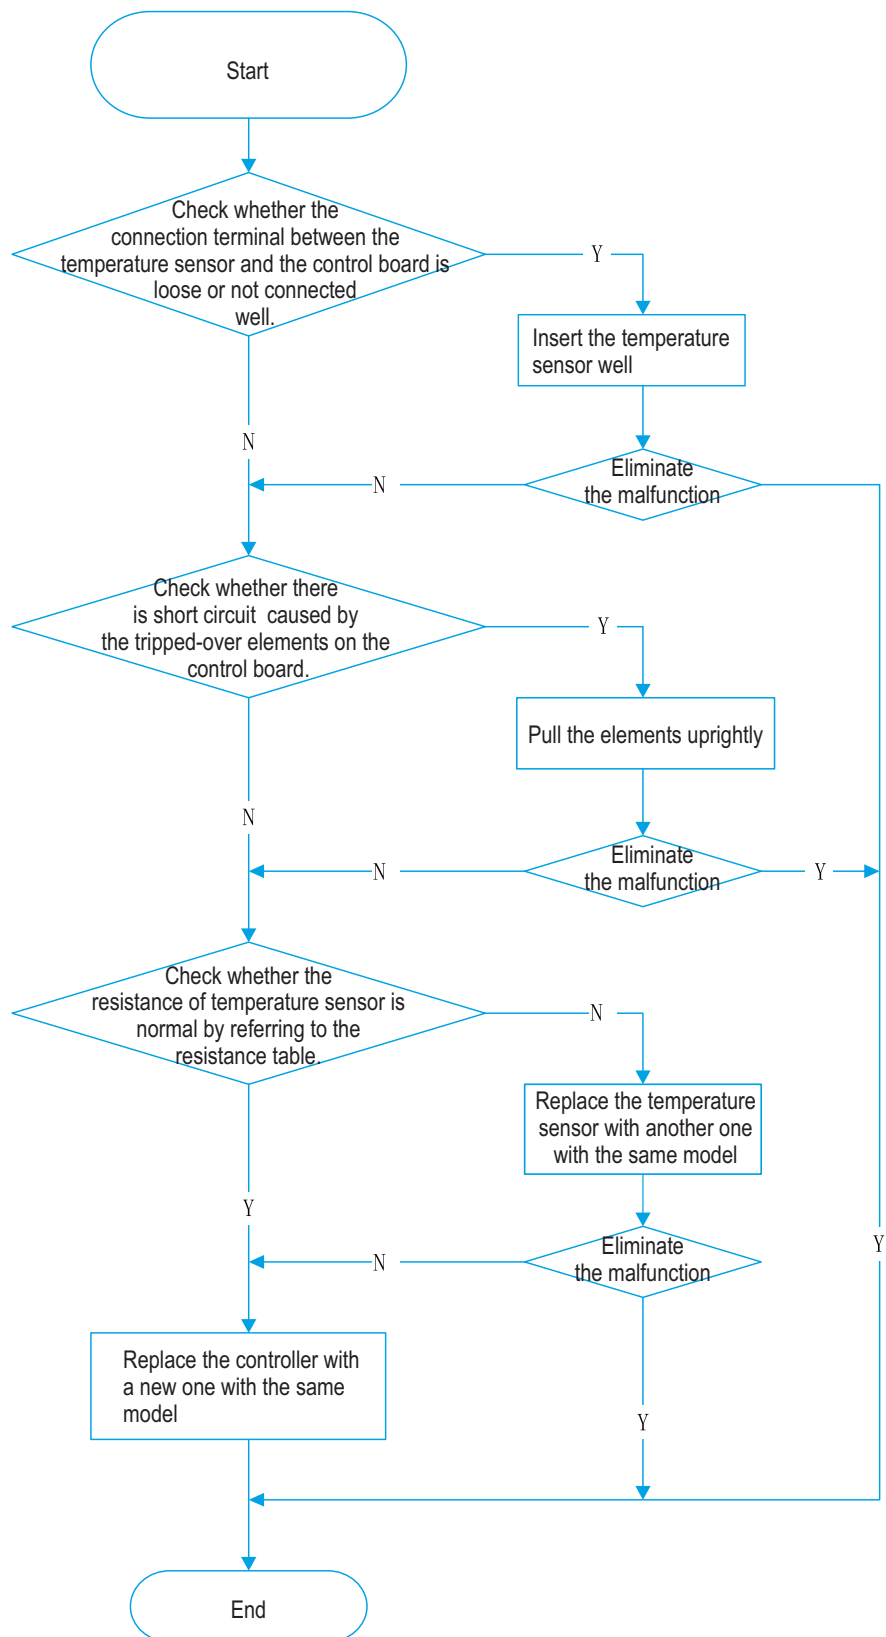 Start
Check whether the
connection terminal between the
temperature sensor and the control board is
loose or not connected
well.
Y
Insert the temperature
sensor well
N
Eliminate
the malfunction
N
Check whether there
is short circuit caused by
the tripped-over elements on the
control board.
Y
Pull the elements uprightly
N
Eliminate
the malfunction
N
Y
Check whether the
resistance of temperature sensor is
normal by referring to the
resistance table.
N
Replace the temperature
sensor with another one
with the same model
Y
Eliminate
the malfunction
N
Y
Replace the controller with
a new one with the same
model
Y
End